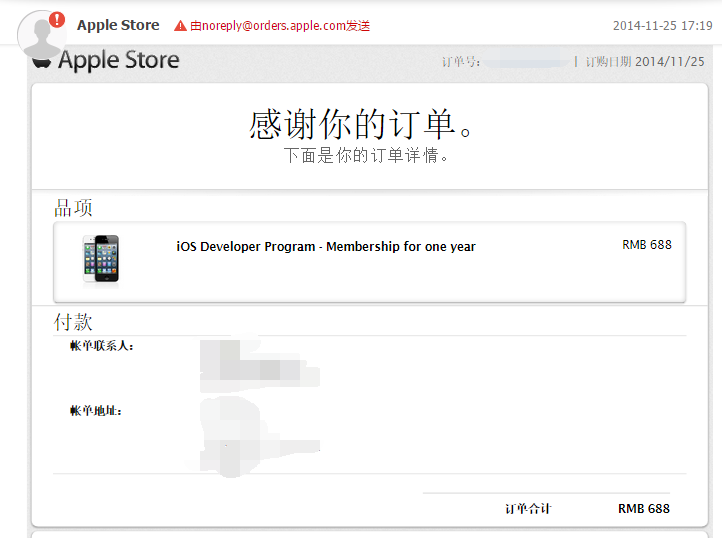 Apple Store
由noreply@orders.apple.com发送
2014-11-25 17:19
Apple Store
订单号:
订购日期 2014/11/25
感谢你的订单。
下面是你的订单详情。
品项
iOS Developer Program - Membership for one year
RMB 688
付款
帐单联系人:
帐单地址:
订单合计
RMB 688